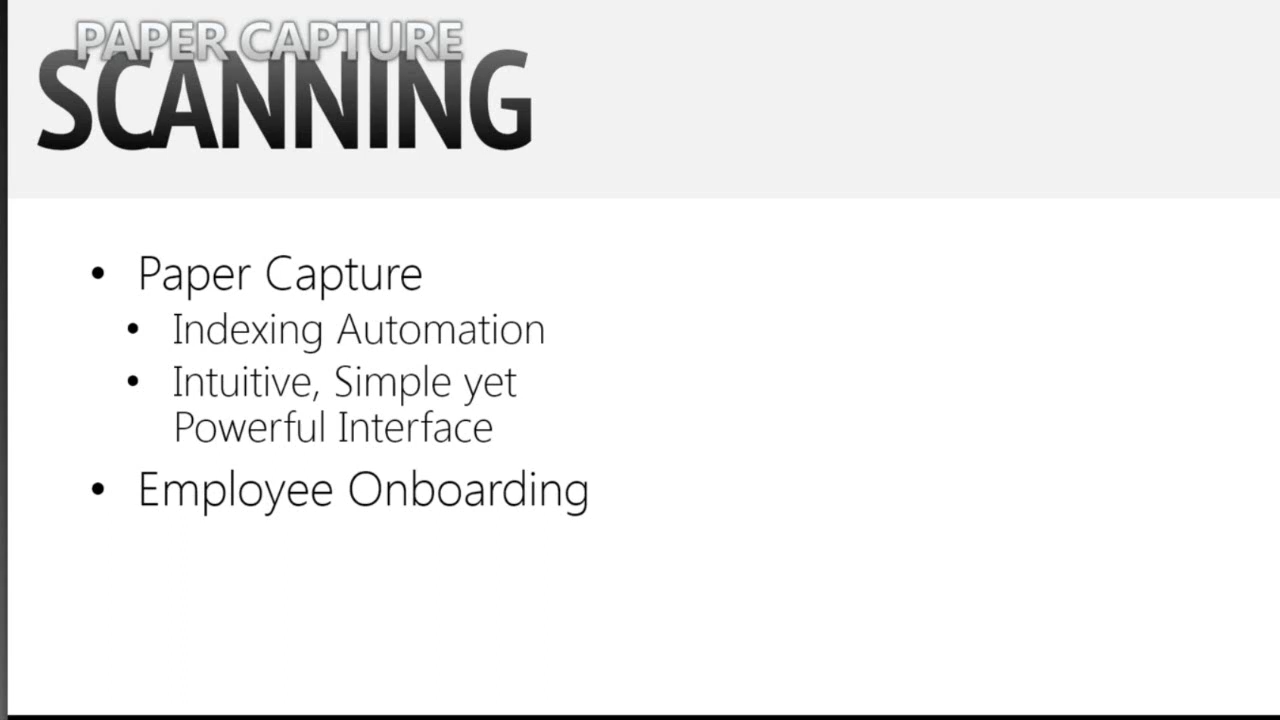 PAPER CAPTURE
SCANNING
• Paper Capture
• Indexing Automation
• Intuitive, Simple yet
Powerful Interface
• Employee Onboarding